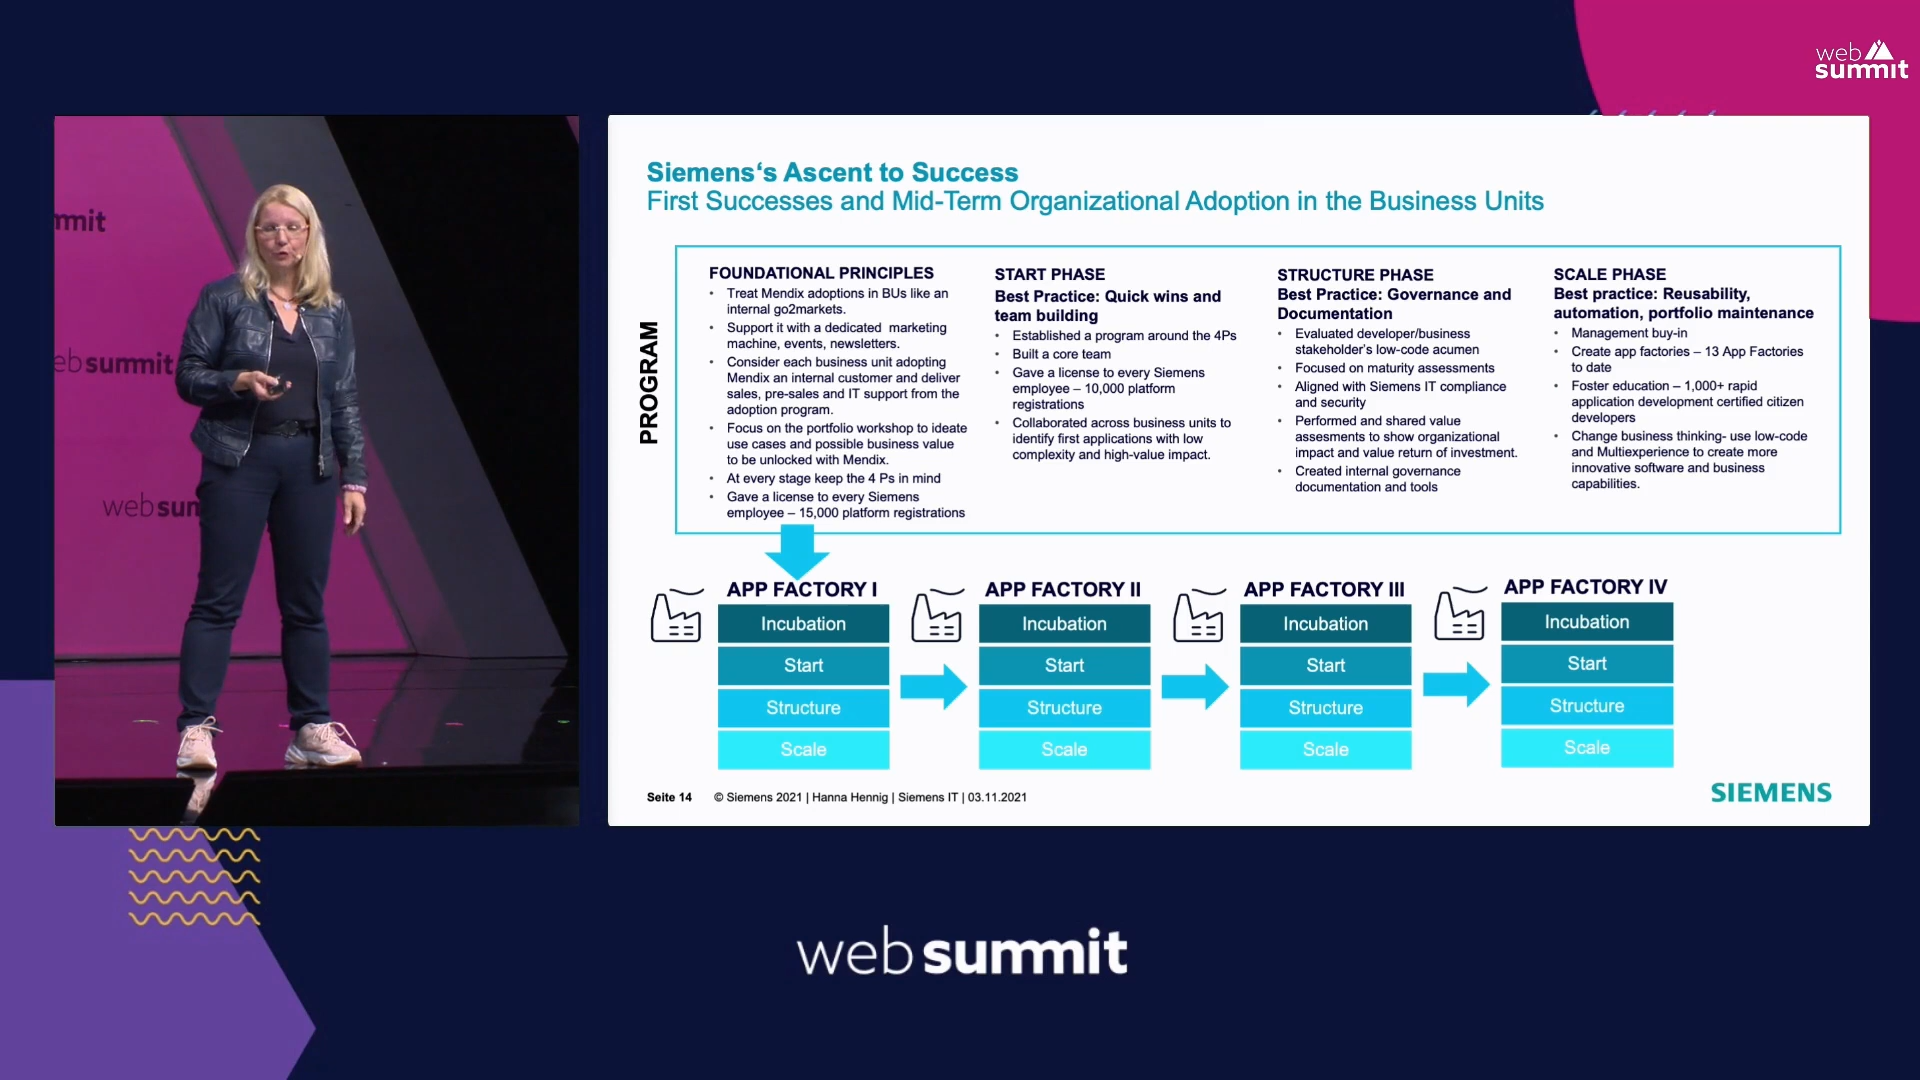 web
summit
mmit
eb summit
web sum
Siemens‘s Ascent to Success
First Successes and Mid-Term Organizational Adoption in the Business Units
PROGRAM
FOUNDATIONAL PRINCIPLES
• Treat Mendix adoptions in BUs like an
internal go2markets.
• Support it with a dedicated marketing
machine, events, newsletters.
• Consider each business unit adopting
Mendix an internal customer and deliver
sales, pre-sales and IT support from the
adoption program.
• Focus on the portfolio workshop to ideate
use cases and possible business value
to be unlocked with Mendix.
• At every stage keep the 4 Ps in mind
• Gave a license to every Siemens
employee – 15,000 platform registrations
START PHASE
Best Practice: Quick wins and
team building
• Established a program around the 4Ps
• Built a core team
• Gave a license to every Siemens
employee – 10,000 platform
registrations
• Collaborated across business units to
identify first applications with low
complexity and high-value impact.
STRUCTURE PHASE
Best Practice: Governance and
Documentation
• Evaluated developer/business
stakeholder's low-code acumen
• Focused on maturity assessments
• Aligned with Siemens IT compliance
and security
• Performed and shared value
assesments to show organizational
impact and value return of investment.
• Created internal governance
documentation and tools
SCALE PHASE
Best practice: Reusability,
automation, portfolio maintenance
• Management buy-in
• Create app factories – 13 App Factories
to date
• Foster education – 1,000+ rapid
application development certified citizen
developers
• Change business thinking- use low-code
and Multiexperience to create more
innovative software and business
capabilities.
APP FACTORY I
Incubation
Start
Structure
Scale
APP FACTORY II
Incubation
Start
Structure
Scale
APP FACTORY III
Incubation
Start
Structure
Scale
APP FACTORY IV
Incubation
Start
Structure
Scale
Seite 14 © Siemens 2021 | Hanna Hennig | Siemens IT | 03.11.2021
SIEMENS
web summit